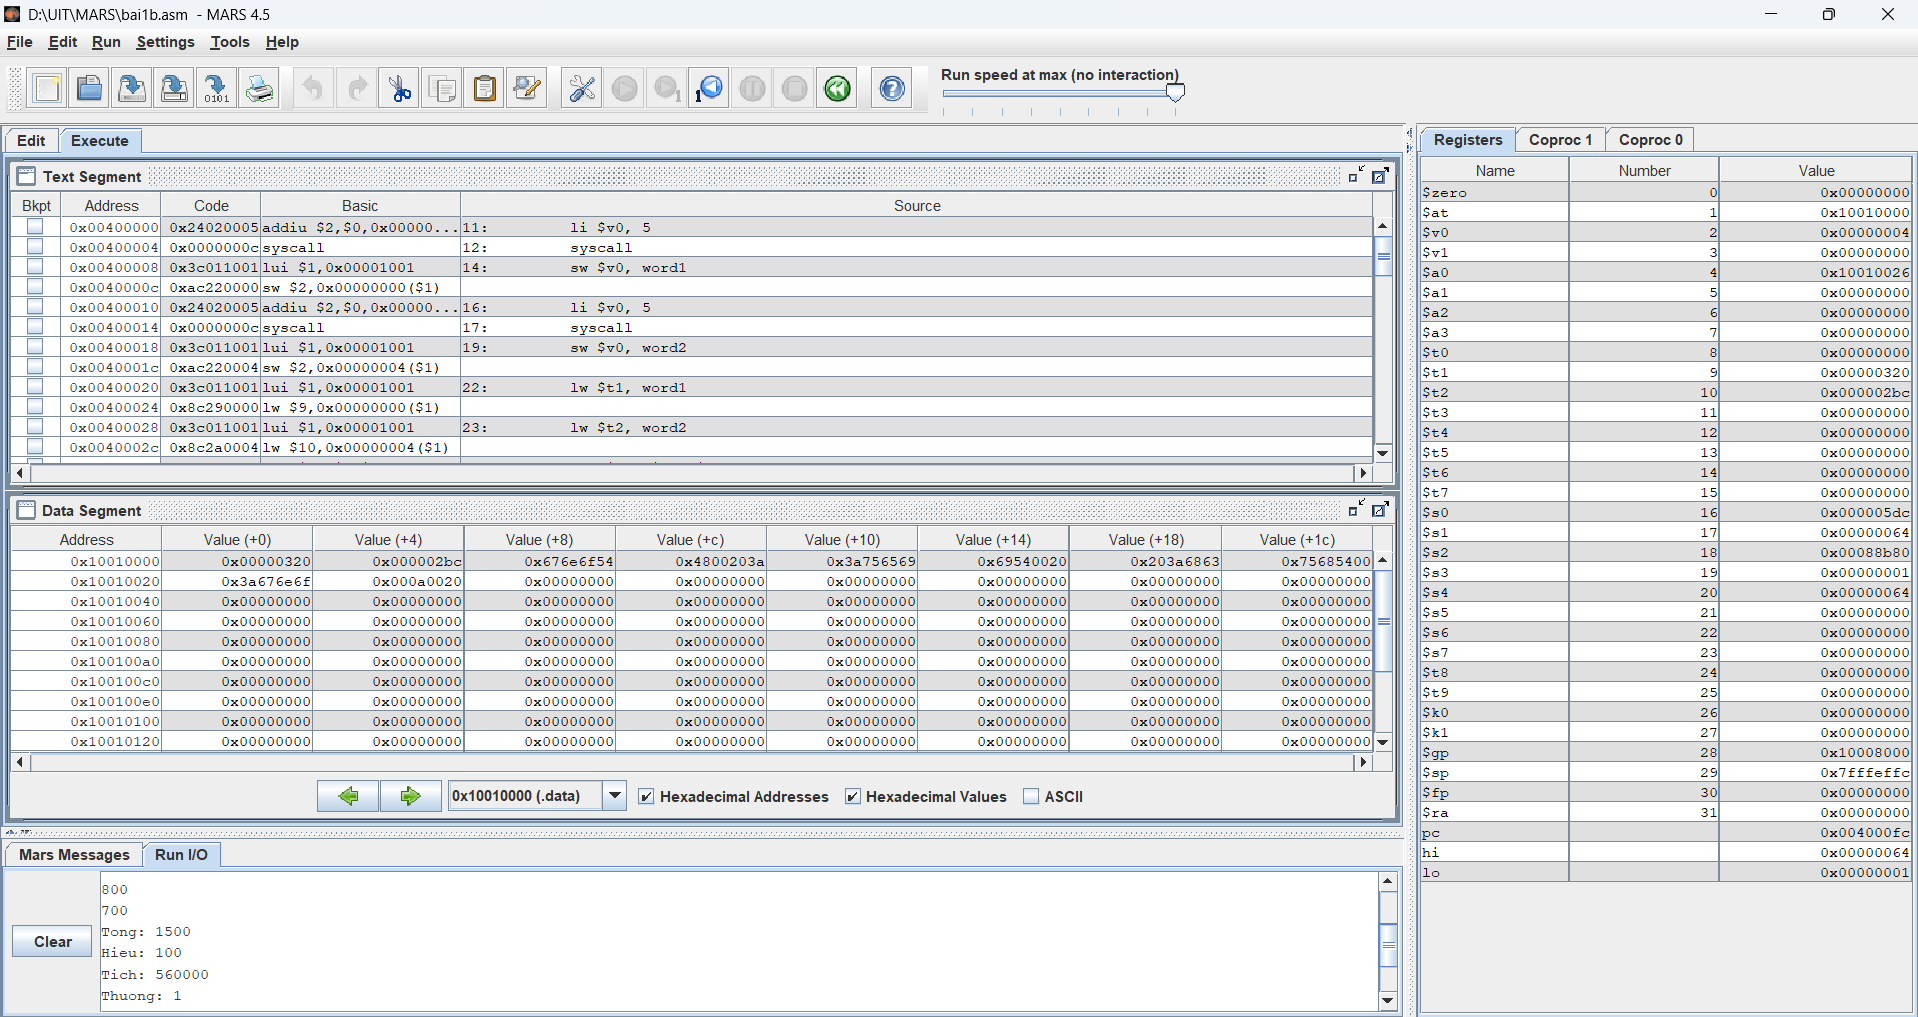 D:\UIT\MARS\bai1b.asm - MARS 4.5
File Edit Run Settings Tools Help
Run speed at max (no interaction)
Edit Execute
Text Segment
Bkpt Address Code Basic Source
0x00400000 0x24020005 addiu $2,$0,0x00000... 11: li $v0, 5
0x00400004 0x0000000c syscall 12: syscall
0x00400008 0x3c011001 lui $1,0x00001001 14: sw $v0, word1
0x0040000c 0xac220000 sw $2,0x00000000($1)
0x00400010 0x24020005 addiu $2,$0,0x00000... 16: li $v0, 5
0x00400014 0x0000000c syscall 17: syscall
0x00400018 0x3c011001 lui $1,0x00001001 19: sw $v0, word2
0x0040001c 0xac220004 sw $2,0x00000004($1)
0x00400020 0x3c011001 lui $1,0x00001001 22: lw $t1, word1
0x00400024 0x8c290000 lw $9,0x00000000($1)
0x00400028 0x3c011001 lui $1,0x00001001 23: lw $t2, word2
0x0040002c 0x8c2a0004 lw $10,0x00000004($1)
Data Segment
Address Value (+0) Value (+4) Value (+8) Value (+c) Value (+10) Value (+14) Value (+18) Value (+1c)
0x10010000 0x00000320 0x000002bc 0x676e6f54 0x4800203a 0x3a756569 0x69540020 0x203a6863 0x75685400
0x10010020 0x3a676e6f 0x000a0020 0x00000000 0x00000000 0x00000000 0x00000000 0x00000000 0x00000000
0x10010040 0x00000000 0x00000000 0x00000000 0x00000000 0x00000000 0x00000000 0x00000000 0x00000000
0x10010060 0x00000000 0x00000000 0x00000000 0x00000000 0x00000000 0x00000000 0x00000000 0x00000000
0x10010080 0x00000000 0x00000000 0x00000000 0x00000000 0x00000000 0x00000000 0x00000000 0x00000000
0x100100a0 0x00000000 0x00000000 0x00000000 0x00000000 0x00000000 0x00000000 0x00000000 0x00000000
0x100100c0 0x00000000 0x00000000 0x00000000 0x00000000 0x00000000 0x00000000 0x00000000 0x00000000
0x100100e0 0x00000000 0x00000000 0x00000000 0x00000000 0x00000000 0x00000000 0x00000000 0x00000000
0x10010100 0x00000000 0x00000000 0x00000000 0x00000000 0x00000000 0x00000000 0x00000000 0x00000000
0x10010120 0x00000000 0x00000000 0x00000000 0x00000000 0x00000000 0x00000000 0x00000000 0x00000000
0x10010000 (.data) Hexadecimal Addresses Hexadecimal Values ASCII
Mars Messages Run I/O
Clear
800
700
Tong: 1500
Hieu: 100
Tich: 560000
Thuong: 1
Registers Coproc 1 Coproc 0
Name Number Value
$zero 0 0x00000000
$at 1 0x10010000
$v0 2 0x00000004
$v1 3 0x00000000
$a0 4 0x10010026
$a1 5 0x00000000
$a2 6 0x00000000
$a3 7 0x00000000
$t0 8 0x00000000
$t1 9 0x00000320
$t2 10 0x000002bc
$t3 11 0x00000000
$t4 12 0x00000000
$t5 13 0x00000000
$t6 14 0x00000000
$t7 15 0x00000000
$s0 16 0x000005dc
$s1 17 0x00000064
$s2 18 0x00088b80
$s3 19 0x00000001
$s4 20 0x00000064
$s5 21 0x00000000
$s6 22 0x00000000
$s7 23 0x00000000
$t8 24 0x00000000
$t9 25 0x00000000
$k0 26 0x00000000
$k1 27 0x00000000
$gp 28 0x10008000
$sp 29 0x7fffeffc
$fp 30 0x00000000
$ra 31 0x00000000
pc 0x004000fc
hi 0x00000064
lo 0x00000001